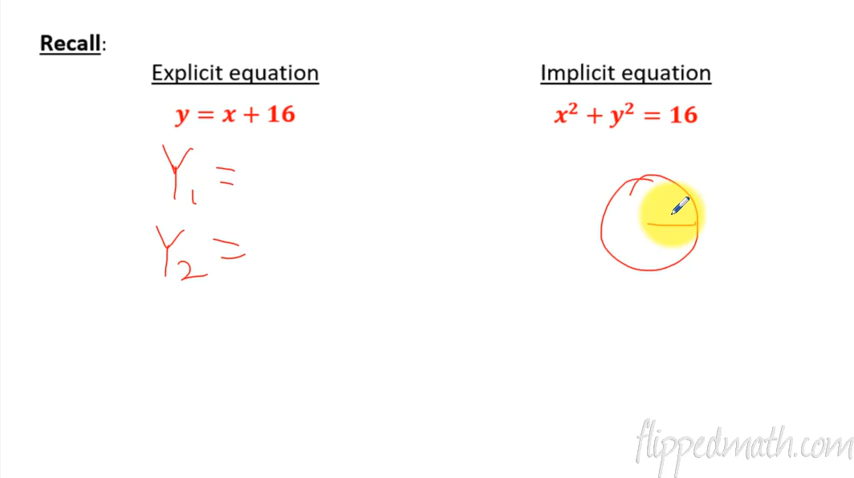 Recall:
Explicit equation
y = x + 16
Y₁ =
Y₂ =
Implicit equation
x² + y² = 16
flippedmath.com